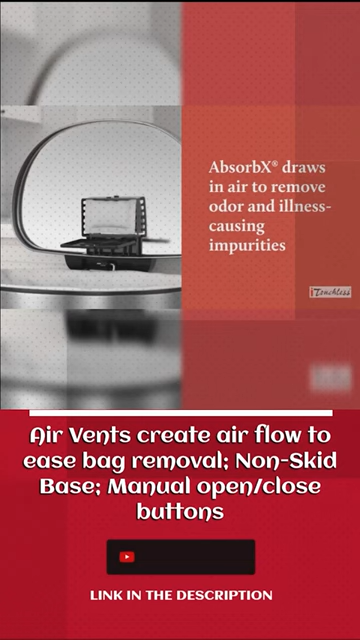 AbsorbX® draws
in air to remove
odor and illness-
causing
impurities
iTouchless
Air Vents create air flow to
ease bag removal; Non-Skid
Base; Manual open/close
buttons
LINK IN THE DESCRIPTION